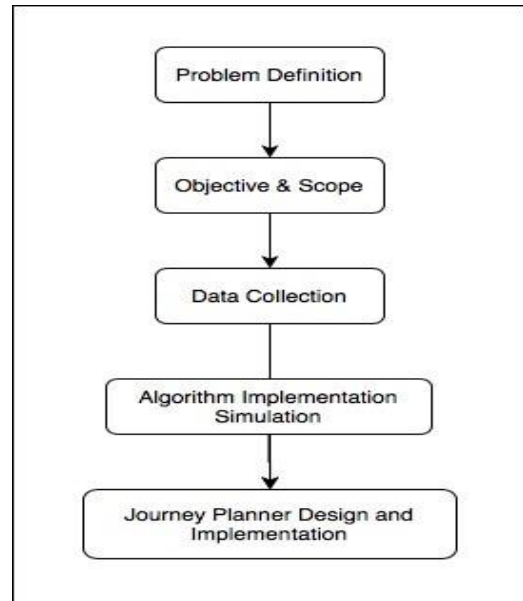 Problem Definition
Objective & Scope
Data Collection
Algorithm Implementation
Simulation
Journey Planner Design and
Implementation